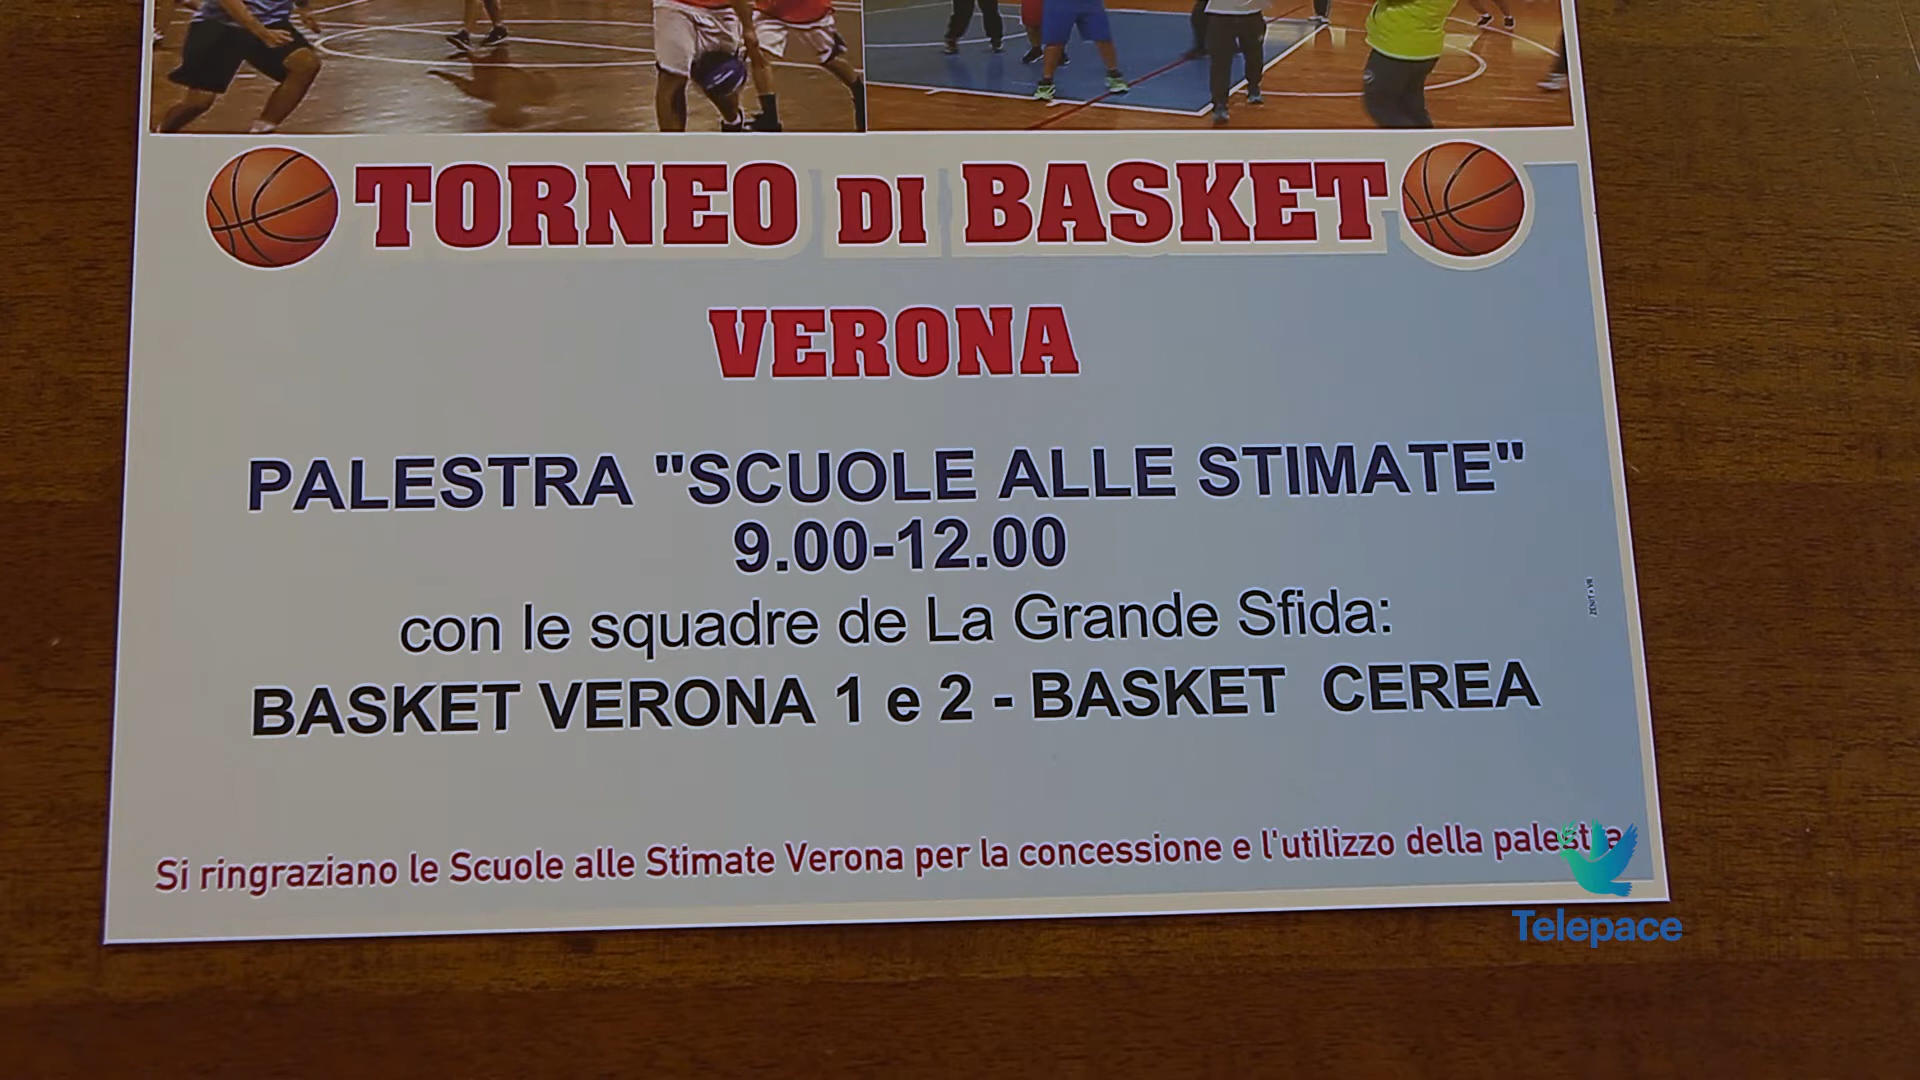 TORNEO DI BASKET
VERONA
PALESTRA "SCUOLE ALLE STIMATE"
9.00-12.00
con le squadre de La Grande Sfida:
BASKET VERONA 1 e 2 - BASKET CEREA
Si ringraziano le Scuole alle Stimate Verona per la concessione e l'utilizzo della palestra
Telepace